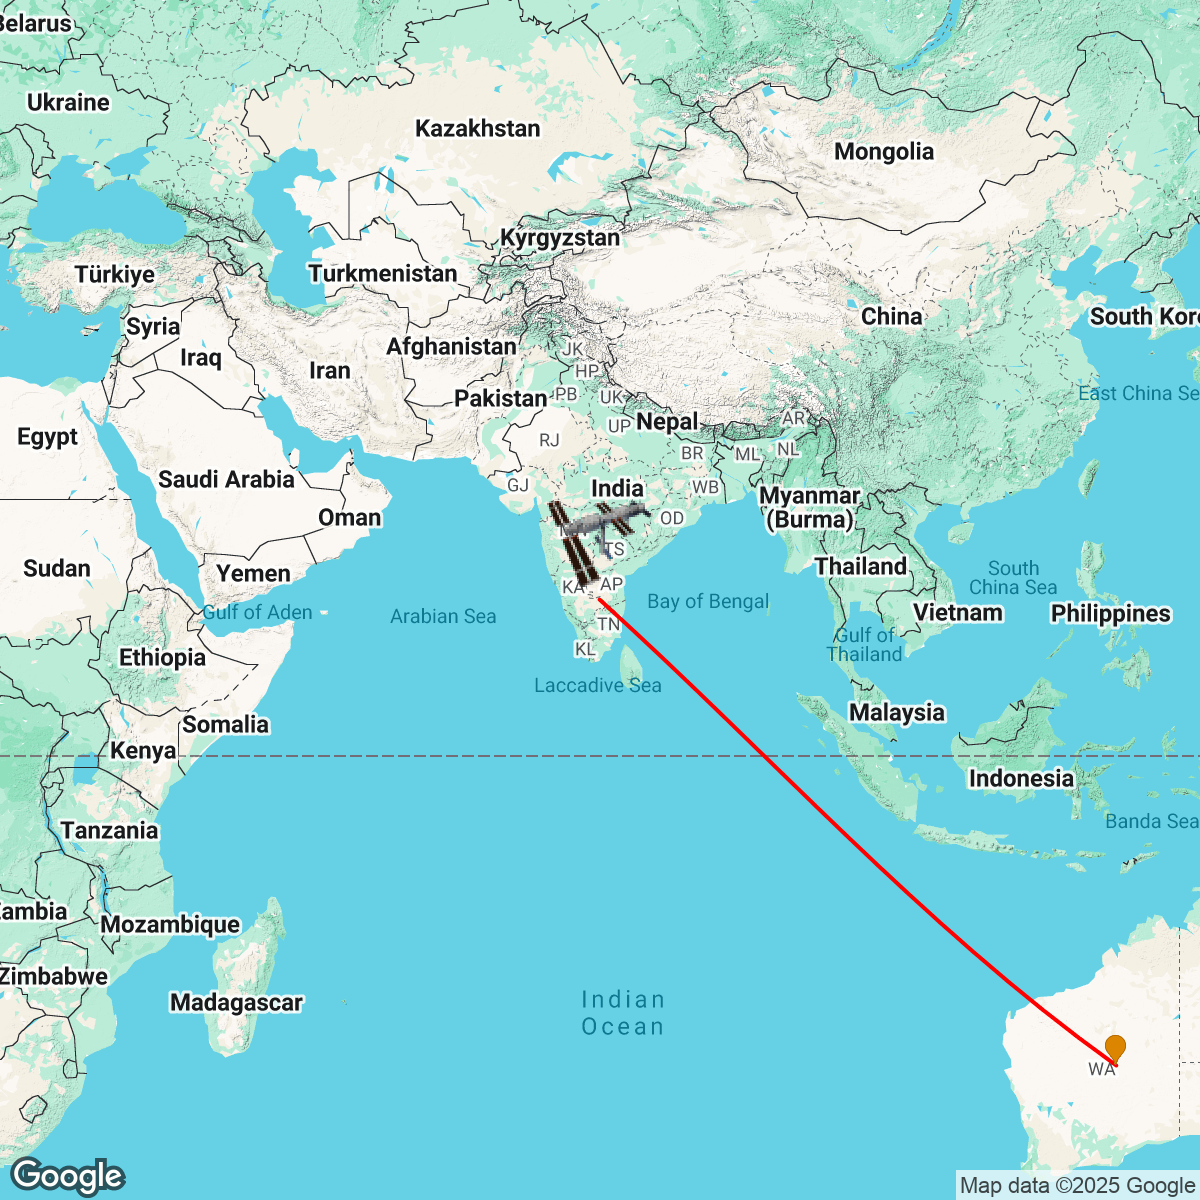 Belarus
Ukraine
Kazakhstan
Mongolia
Kyrgyzstan
Türkiye
Turkmenistan
Syria
China
South Kore
Afghanistan
JK
Iraq
Iran
HP
Pakistan
PB
UK
East China Se
Nepal
AR
UP
Egypt
RJ
NL
BR
ML
Saudi Arabia
GJ
India
WB
Myanmar
(Burma)
Oman
OD
TS
Sudan
Yemen
Thailand
South
China Sea
KA
AP
Gulf of Aden
Arabian Sea
Bay of Bengal
Vietnam
Philippines
TN
Gulf of
Thailand
KL
Ethiopia
Laccadive Sea
Malaysia
Somalia
Kenya
Indonesia
Banda Sea
Tanzania
Zambia
Mozambique
Zimbabwe
Madagascar
Indian
Ocean
WA
Google
Map data ©2025 Google